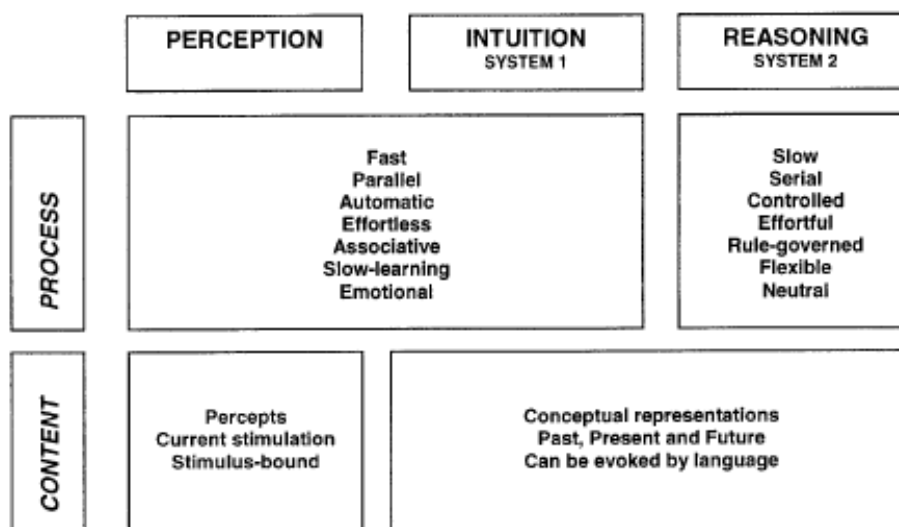 PERCEPTION
INTUITION
SYSTEM 1
REASONING
SYSTEM 2
PROCESS
Fast
Parallel
Automatic
Effortless
Associative
Slow-learning
Emotional
Slow
Serial
Controlled
Effortful
Rule-governed
Flexible
Neutral
CONTENT
Percepts
Current stimulation
Stimulus-bound
Conceptual representations
Past, Present and Future
Can be evoked by language